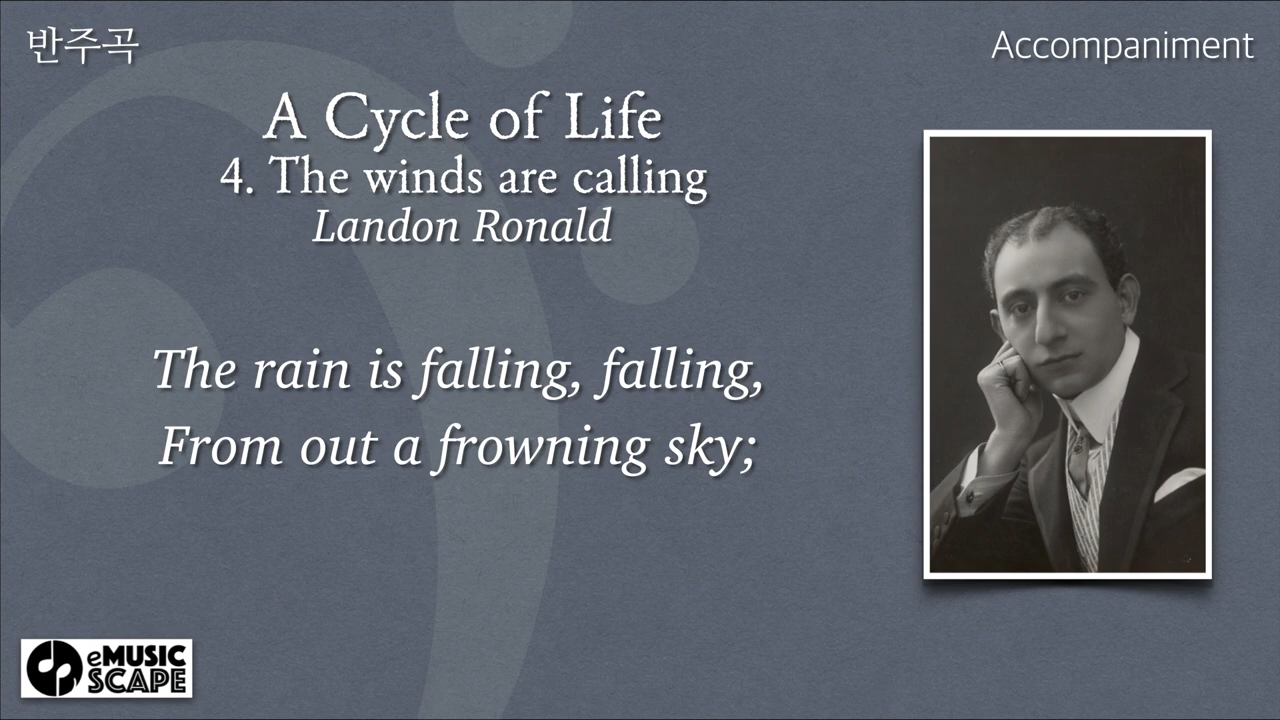 반주곡
Accompaniment
A Cycle of Life
4. The winds are calling
Landon Ronald
The rain is falling, falling,
From out a frowning sky;
eMUSIC
SCAPE